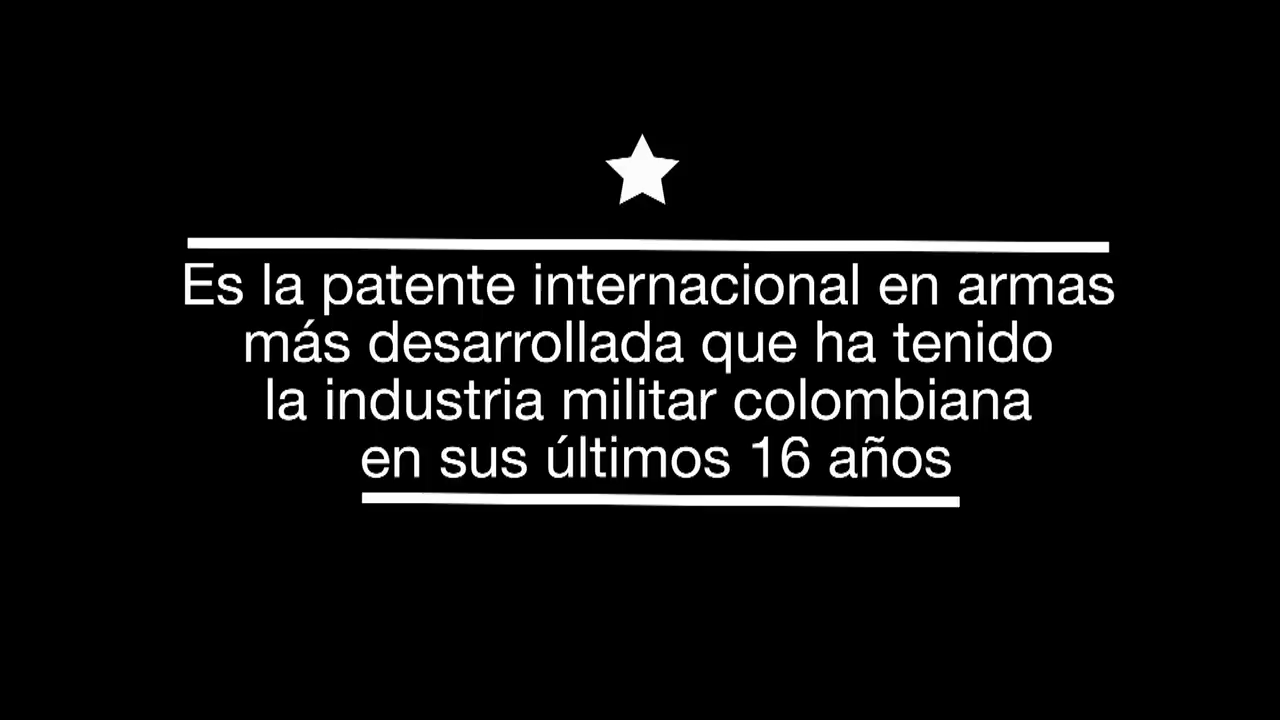 Es la patente internacional en armas
más desarrollada que ha tenido
la industria militar colombiana
en sus últimos 16 años